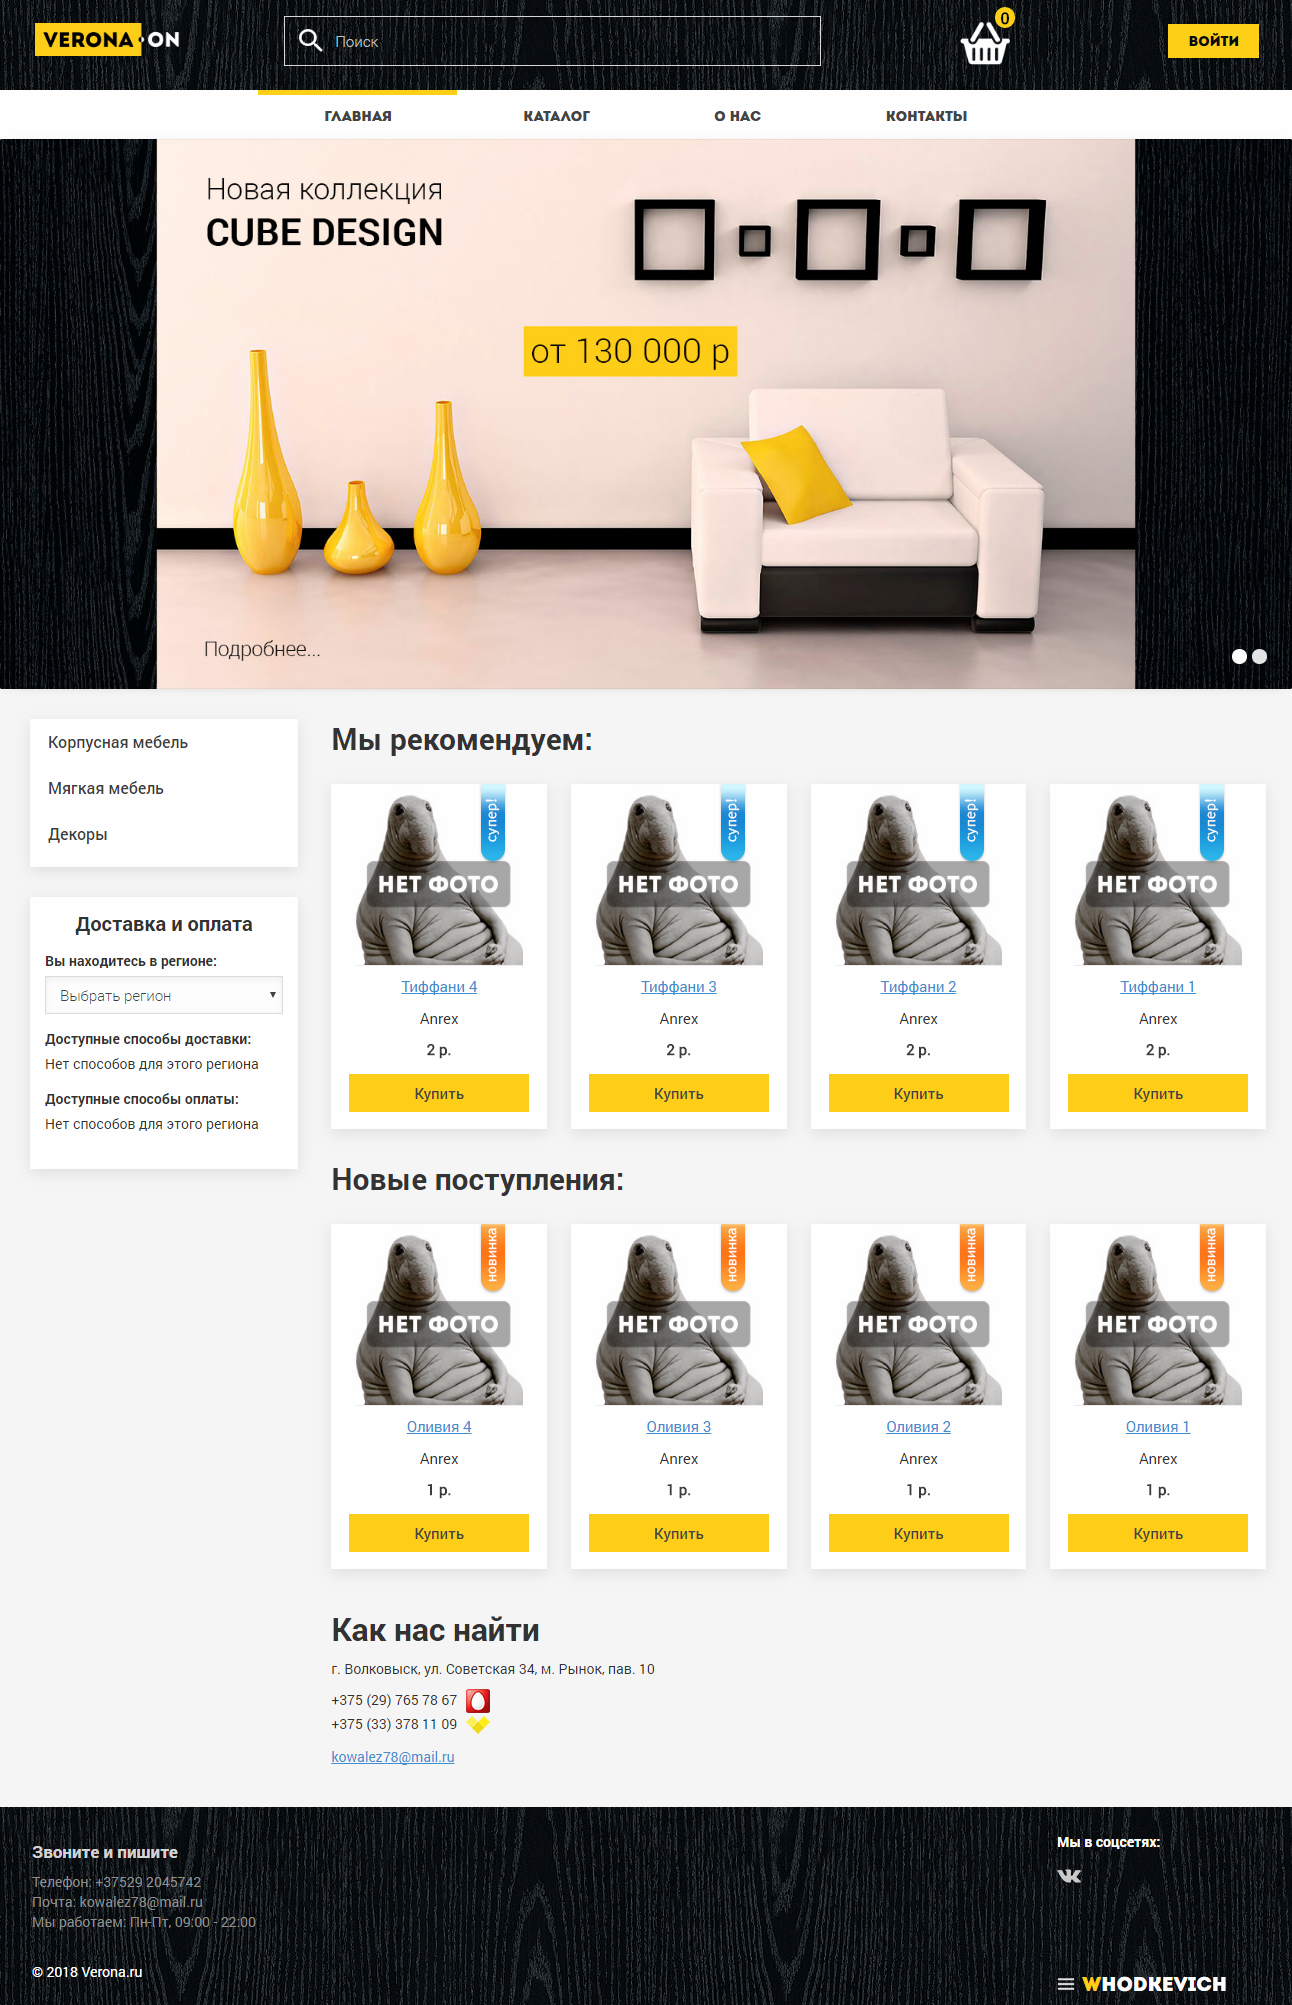 VERONA ON
Поиск
0
ВОЙТИ
ГЛАВНАЯ
КАТАЛОГ
О НАС
КОНТАКТЫ
Новая коллекция
CUBE DESIGN
от 130 000 р
Подробнее...
Корпусная мебель
Мягкая мебель
Декоры
Доставка и оплата
Вы находитесь в регионе:
Выбрать регион
Доступные способы доставки:
Нет способов для этого региона
Доступные способы оплаты:
Нет способов для этого региона
Мы рекомендуем:
супер!
НЕТ ФОТО
Тиффани 4
Anrex
2 р.
Купить
супер!
НЕТ ФОТО
Тиффани 3
Anrex
2 р.
Купить
супер!
НЕТ ФОТО
Тиффани 2
Anrex
2 р.
Купить
супер!
НЕТ ФОТО
Тиффани 1
Anrex
2 р.
Купить
Новые поступления:
новинка
НЕТ ФОТО
Оливия 4
Anrex
1 р.
Купить
новинка
НЕТ ФОТО
Оливия 3
Anrex
1 р.
Купить
новинка
НЕТ ФОТО
Оливия 2
Anrex
1 р.
Купить
новинка
НЕТ ФОТО
Оливия 1
Anrex
1 р.
Купить
Как нас найти
г. Волковыск, ул. Советская 34, м. Рынок, пав. 10
+375 (29) 765 78 67
+375 (33) 378 11 09
kowalez78@mail.ru
Звоните и пишите
Телефон: +37529 2045742
Почта: kowalez78@mail.ru
Мы работаем: Пн-Пт, 09:00 - 22:00
© 2018 Verona.ru
Мы в соцсетях:
WHODKEVICH